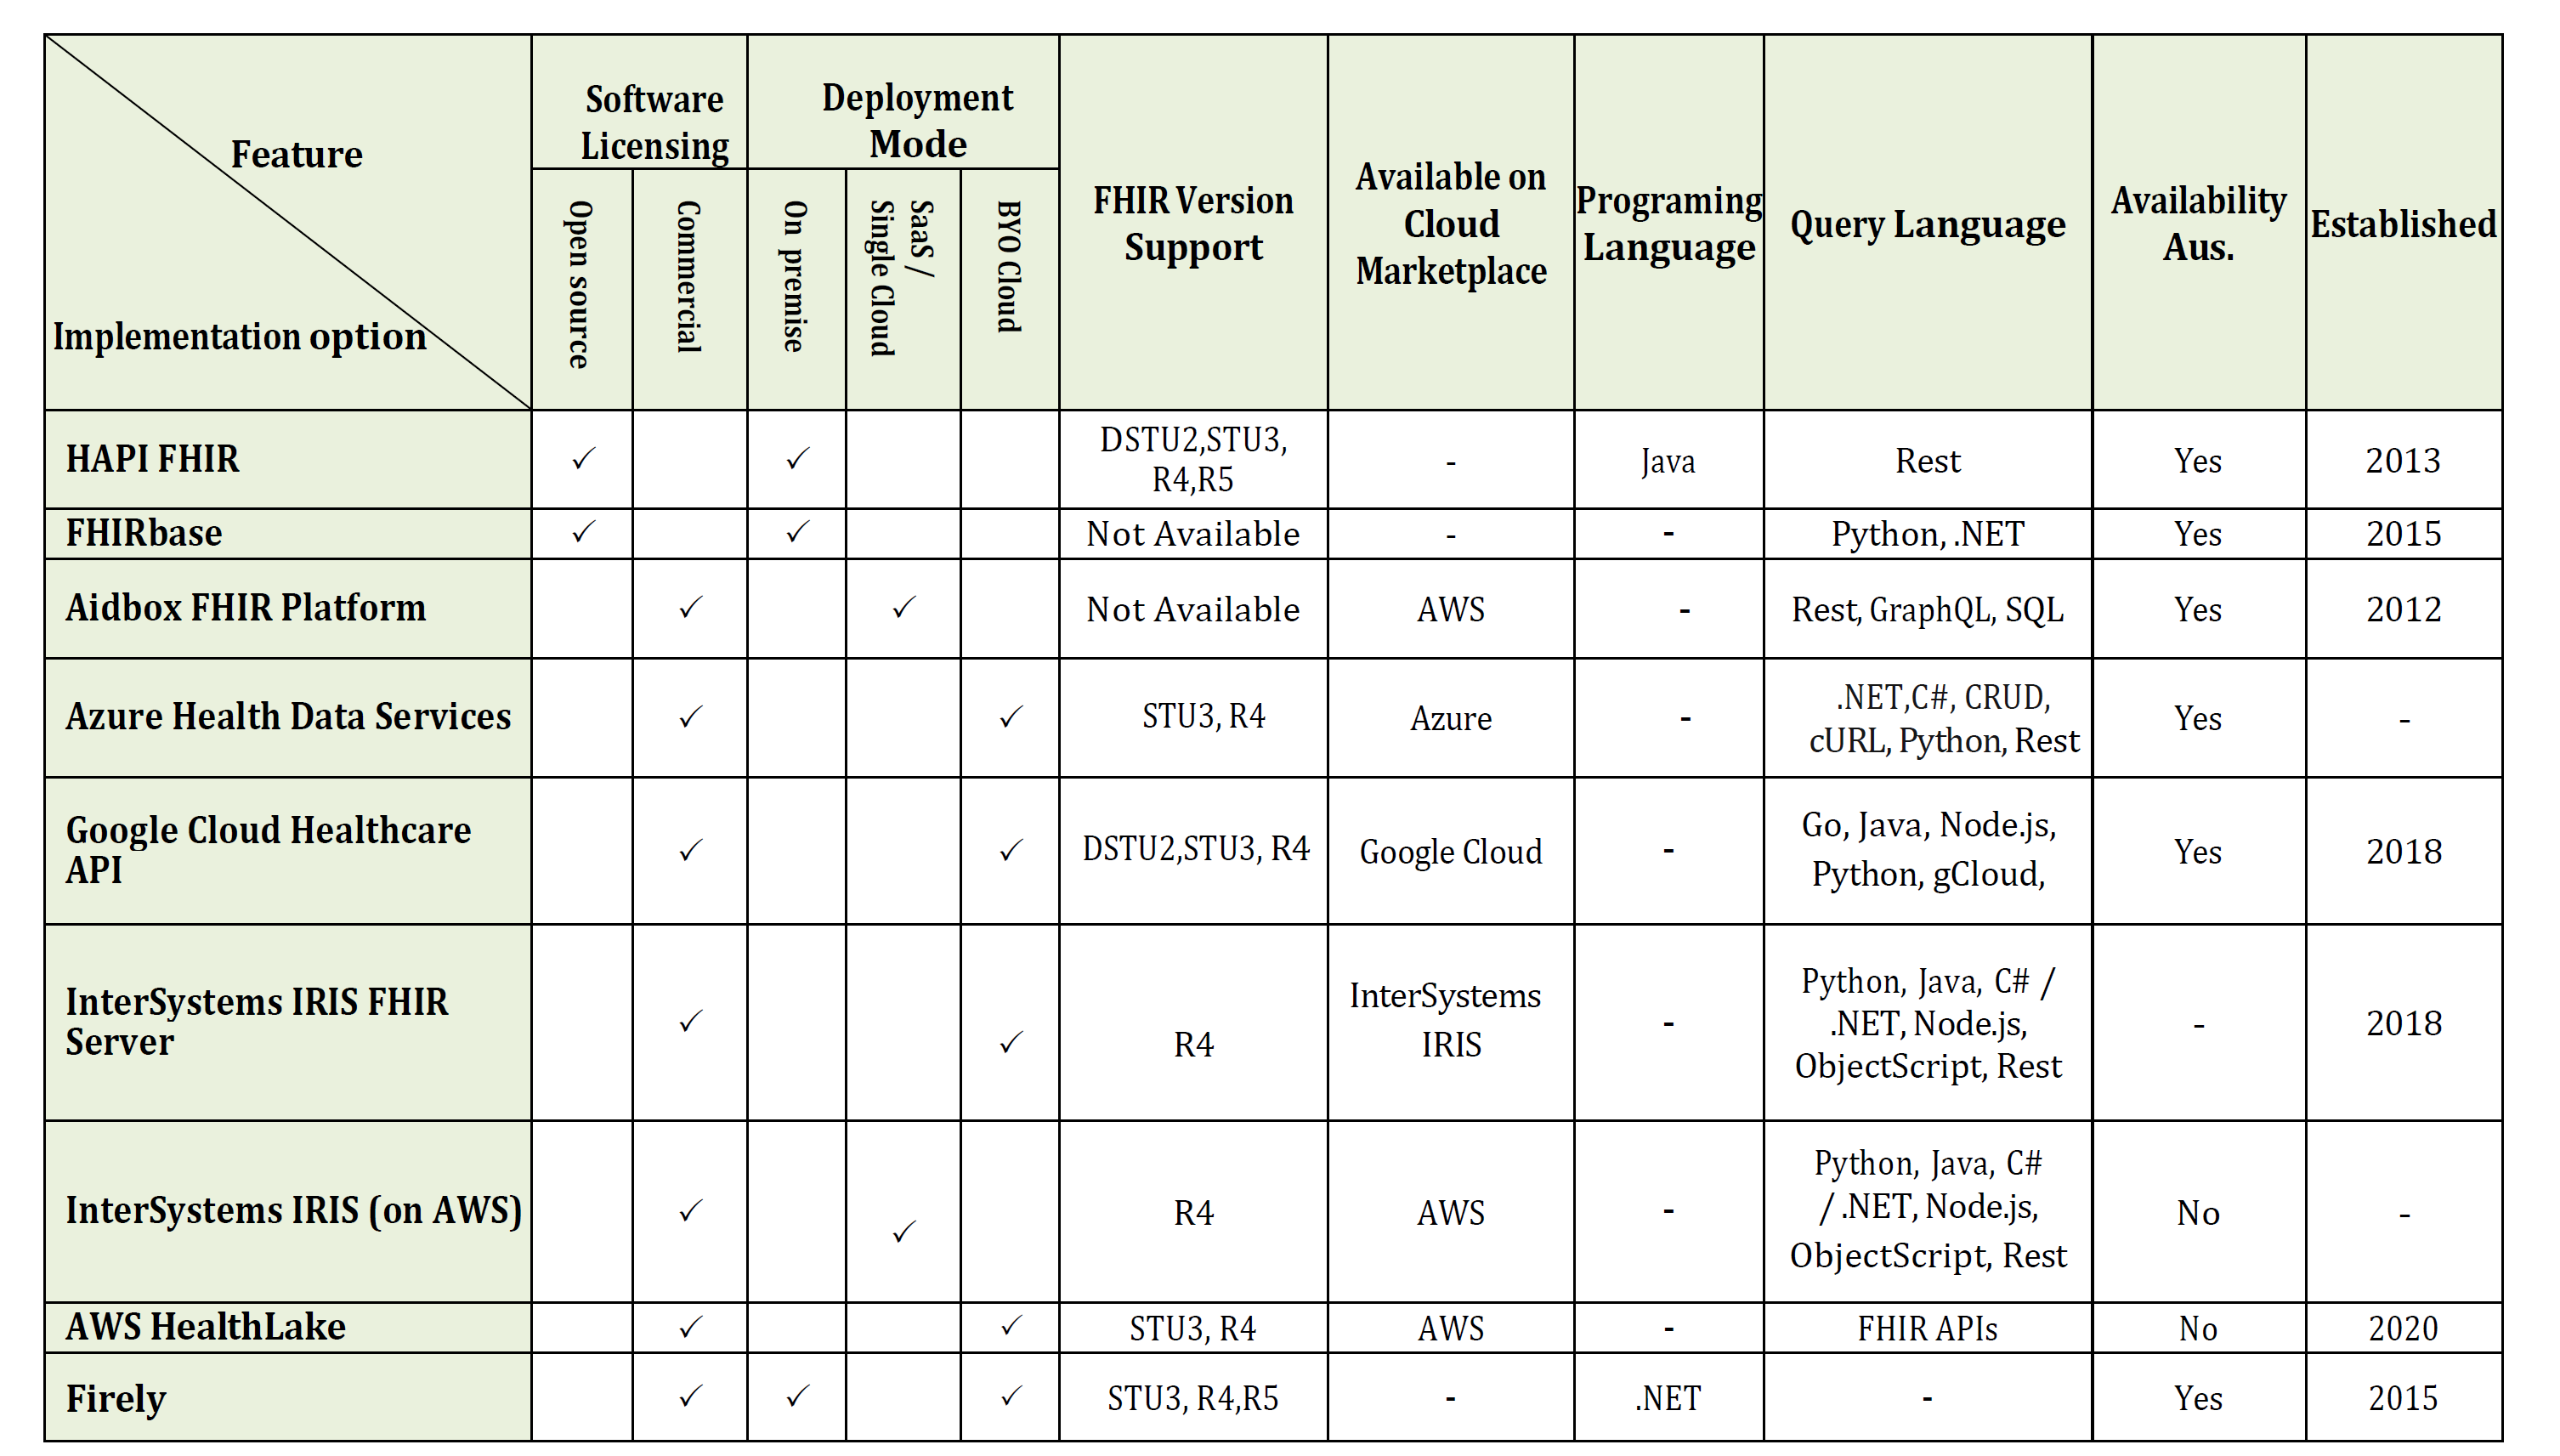 Feature
Implementation option
Software
Licensing
Deployment
Mode
Open source
Commercial
On premise
SaaS /
Single Cloud
BYO Cloud
FHIR Version
Support
Available on
Cloud
Marketplace
Programing
Language
Query Language
Availability
Aus.
Established
HAPI FHIR
✓
✓
DSTU2,STU3,
R4,R5
-
Java
Rest
Yes
2013
FHIRbase
✓
✓
Not Available
-
-
Python, .NET
Yes
2015
Aidbox FHIR Platform
✓
✓
Not Available
AWS
-
Rest, GraphQL, SQL
Yes
2012
Azure Health Data Services
✓
✓
STU3, R4
Azure
-
.NET,C#, CRUD,
cURL, Python, Rest
Yes
-
Google Cloud Healthcare
API
✓
✓
DSTU2,STU3, R4
Google Cloud
-
Go, Java, Node.js,
Python, gCloud,
Yes
2018
InterSystems IRIS FHIR
Server
✓
✓
R4
InterSystems
IRIS
-
Python, Java, C# /
.NET, Node.js,
ObjectScript, Rest
-
2018
InterSystems IRIS (on AWS)
✓
✓
R4
AWS
-
Python, Java, C#
/ .NET, Node.js,
ObjectScript, Rest
No
-
AWS HealthLake
✓
✓
STU3, R4
AWS
-
FHIR APIs
No
2020
Firely
✓
✓
✓
STU3, R4,R5
-
.NET
-
Yes
2015